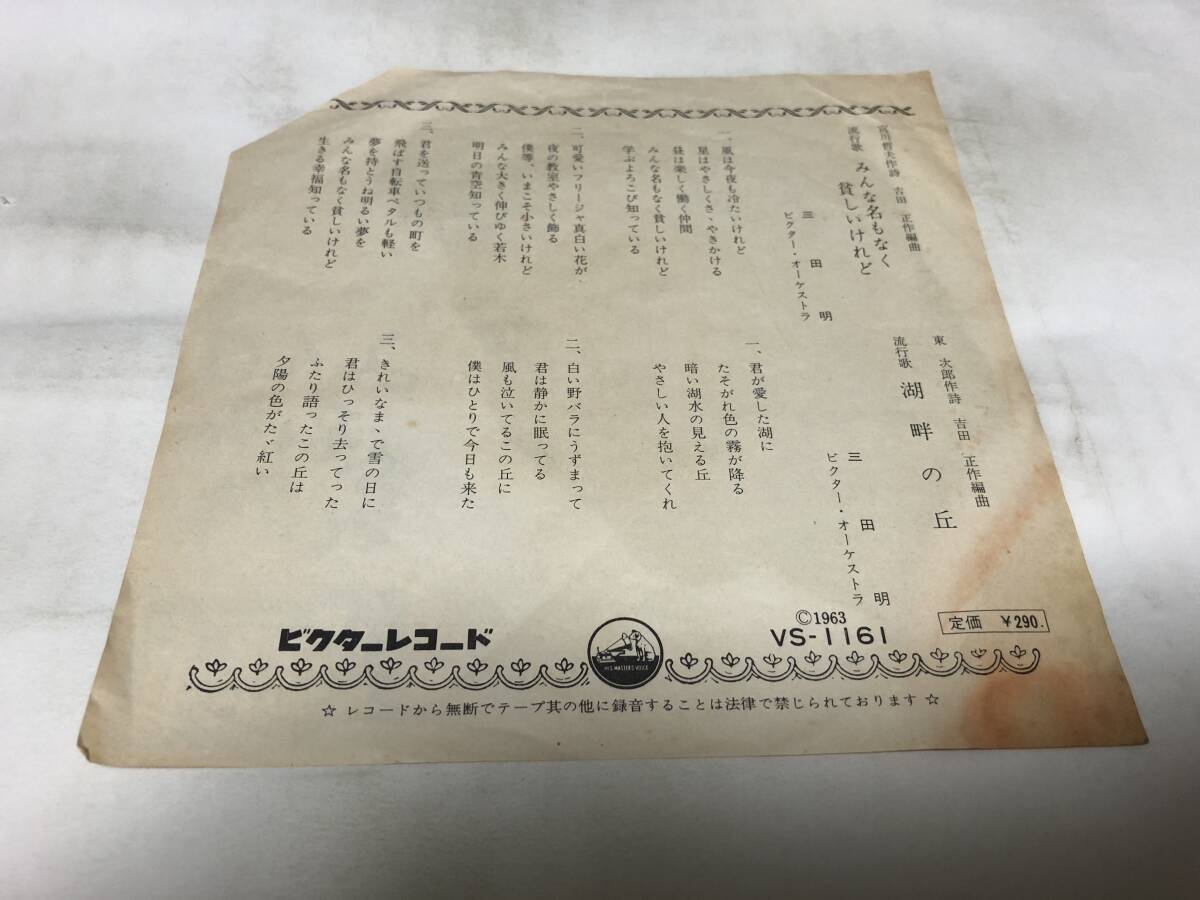 宮川哲夫作詩 吉田 正作編曲
流行歌 みんな名もなく
貧しいけれど
三田 明
ビクター・オーケストラ
一、風は今夜も冷たいけれど
星はやさしくさゝやきかける
昼は楽しく働く仲間
みんな名もなく貧しいけれど
学ぶよろこび知っている
二、可愛いフリージャ真白い花が、
夜の教室やさしく飾る
僕等、いまこそ小さいけれど
みんな大きく伸びゆく若木
明日の青空知っている
三、君を送っていつもの町を
飛ばす自転車ペタルも軽い
夢を持とうね明るい夢を
みんな名もなく貧しいけれど
生きる幸福知っている
東 次郎作詩 吉田 正作編曲
流行歌 湖畔の丘
三田 明
ビクター・オーケストラ
一、君が愛した湖に
たそがれ色の霧が降る
暗い湖水の見える丘
やさしい人を抱いてくれ
二、白い野バラにうずまって
君は静かに眠ってる
風も泣いてるこの丘に
僕はひとりで今日も来た
三、きれいなまゝで雪の日に
君はひっそり去ってった
ふたり語ったこの丘は
夕陽の色がたゞ紅い
ビクターレコード
HIS MASTER'S VOICE
©1963
VS-1161
定価 ¥290.
☆ レコードから無断でテープ其の他に録音することは法律で禁じられております ☆